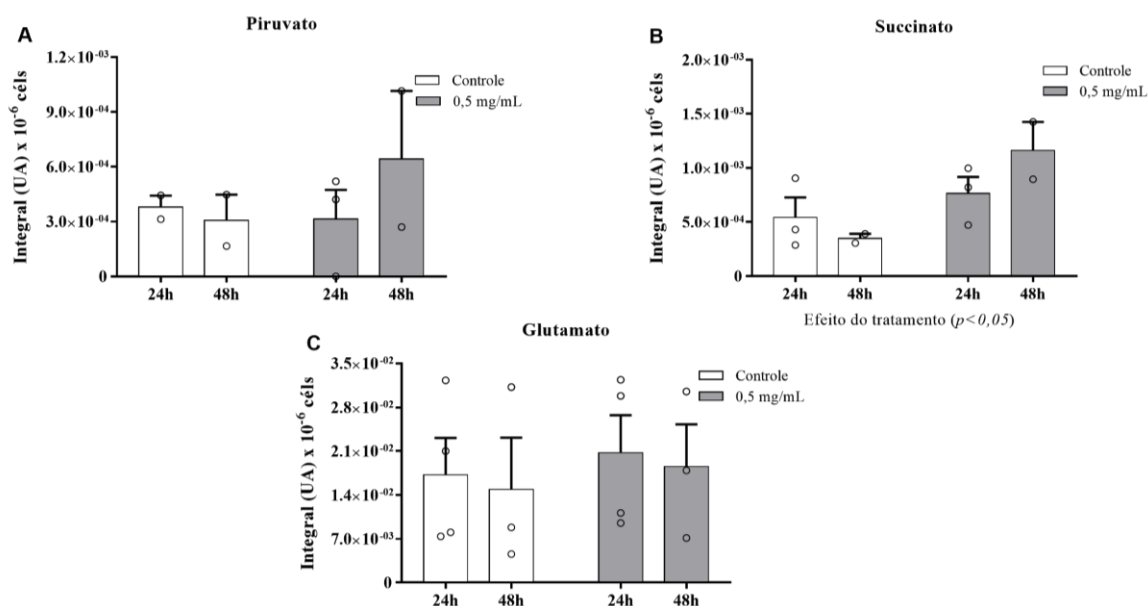 A
Piruvato
Integral (UA) x 10⁻⁶ céls
1.2×10⁻⁰³
9.0×10⁻⁰⁴
6.0×10⁻⁰⁴
3.0×10⁻⁰⁴
0
24h 48h 24h 48h
Controle
0,5 mg/mL
B
Succinato
Integral (UA) x 10⁻⁶ céls
2.0×10⁻⁰³
1.5×10⁻⁰³
1.0×10⁻⁰³
5.0×10⁻⁰⁴
0
24h 48h 24h 48h
Controle
0,5 mg/mL
Efeito do tratamento (p<0,05)
C
Glutamato
Integral (UA) x 10⁻⁶ céls
3.5×10⁻⁰²
2.8×10⁻⁰²
2.1×10⁻⁰²
1.4×10⁻⁰²
7.0×10⁻⁰³
0
24h 48h 24h 48h
Controle
0,5 mg/mL